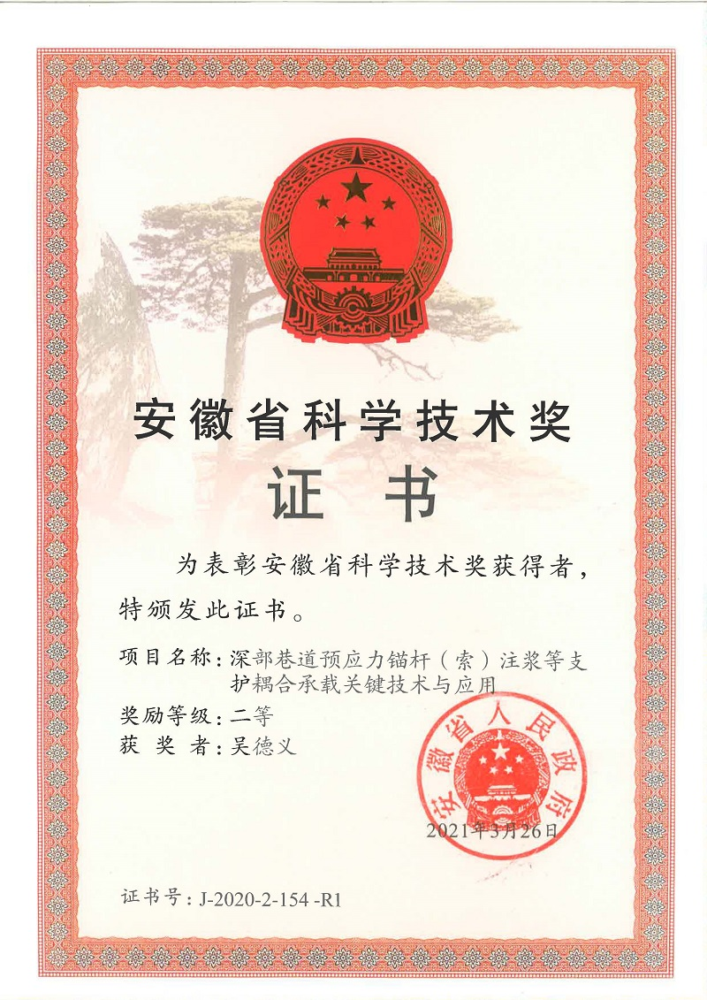 安徽省科学技术奖
证 书
为表彰安徽省科学技术奖获得者，
特颁发此证书。
项目名称：深部巷道预应力锚杆（索）注浆等支
护耦合承载关键技术与应用
奖励等级：二等
获 奖 者：吴德义
安徽省人民政府
2021年3月26日
证书号：J-2020-2-154 -R1